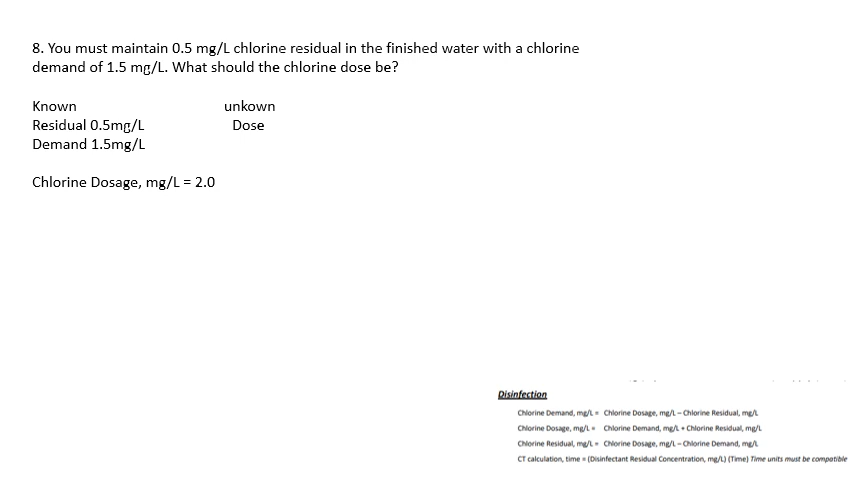 8. You must maintain 0.5 mg/L chlorine residual in the finished water with a chlorine
demand of 1.5 mg/L. What should the chlorine dose be?
Known unkown
Residual 0.5mg/L Dose
Demand 1.5mg/L
Chlorine Dosage, mg/L = 2.0
Disinfection
Chlorine Demand, mg/L = Chlorine Dosage, mg/L – Chlorine Residual, mg/L
Chlorine Dosage, mg/L = Chlorine Demand, mg/L + Chlorine Residual, mg/L
Chlorine Residual, mg/L = Chlorine Dosage, mg/L – Chlorine Demand, mg/L
CT calculation, time = (Disinfectant Residual Concentration, mg/L) (Time) Time units must be compatible